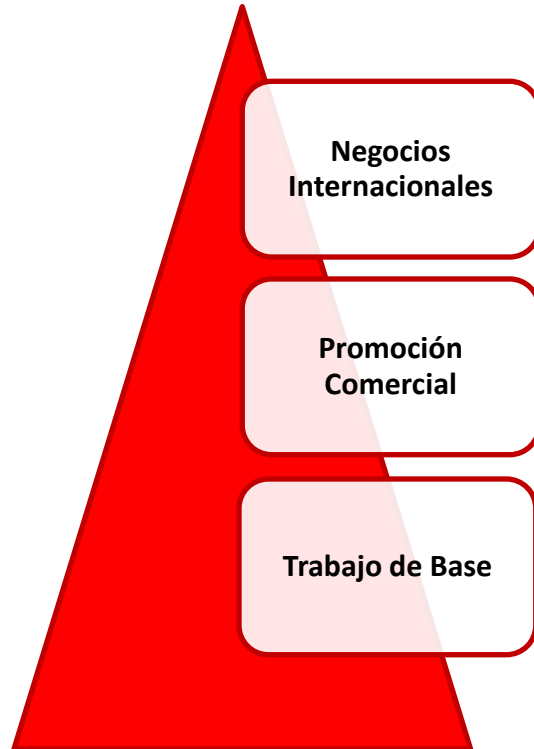 Negocios
Internacionales
Promoción
Comercial
Trabajo de Base